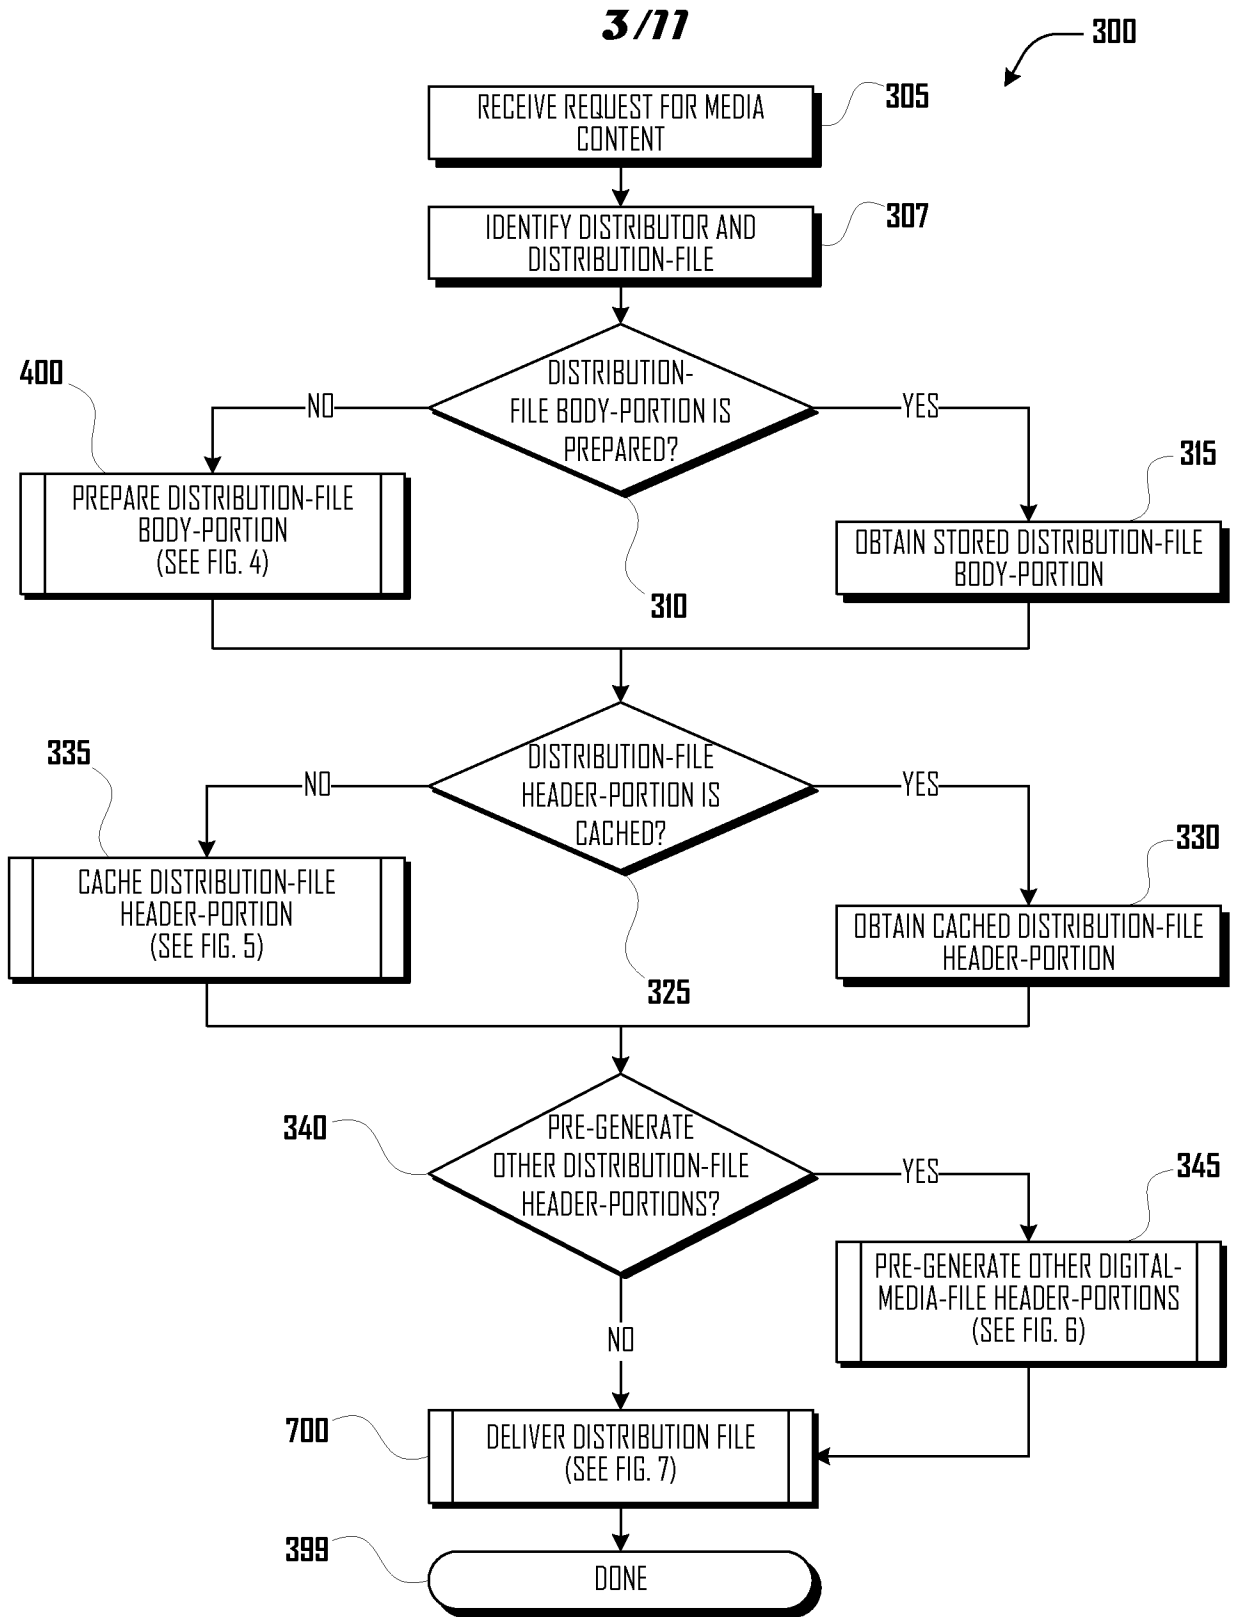 3/11
300
RECEIVE REQUEST FOR MEDIA
CONTENT
305
IDENTIFY DISTRIBUTOR AND
DISTRIBUTION-FILE
307
DISTRIBUTION-
FILE BODY-PORTION IS
PREPARED?
310
NO
YES
400
PREPARE DISTRIBUTION-FILE
BODY-PORTION
(SEE FIG. 4)
315
OBTAIN STORED DISTRIBUTION-FILE
BODY-PORTION
DISTRIBUTION-FILE
HEADER-PORTION IS
CACHED?
325
NO
YES
335
CACHE DISTRIBUTION-FILE
HEADER-PORTION
(SEE FIG. 5)
330
OBTAIN CACHED DISTRIBUTION-FILE
HEADER-PORTION
340
PRE-GENERATE
OTHER DISTRIBUTION-FILE
HEADER-PORTIONS?
YES
NO
345
PRE-GENERATE OTHER DIGITAL-
MEDIA-FILE HEADER-PORTIONS
(SEE FIG. 6)
700
DELIVER DISTRIBUTION FILE
(SEE FIG. 7)
399
DONE